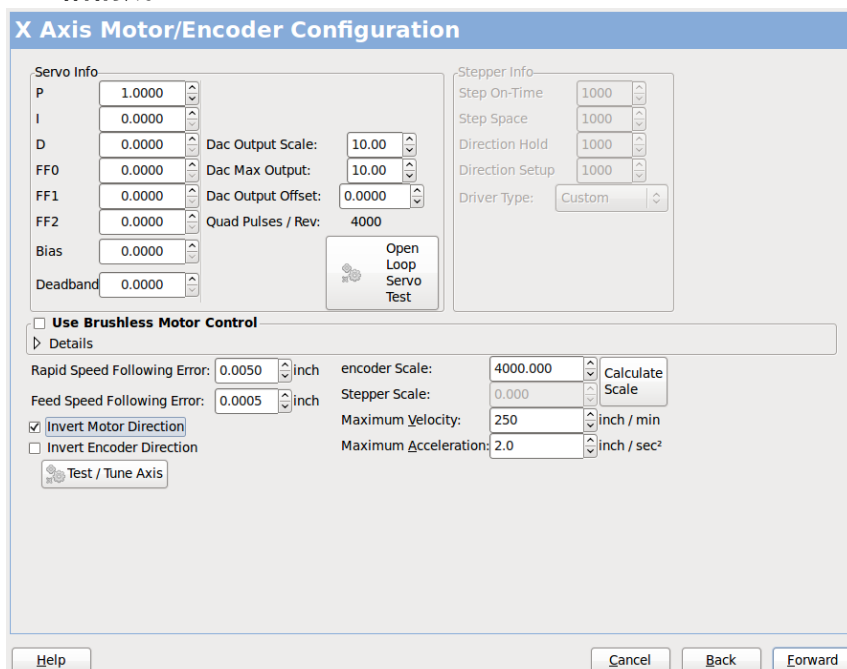 X Axis Motor/Encoder Configuration
Servo Info
P 1.0000
I 0.0000
D 0.0000
FF0 0.0000
FF1 0.0000
FF2 0.0000
Bias 0.0000
Deadband 0.0000
Dac Output Scale: 10.00
Dac Max Output: 10.00
Dac Output Offset: 0.0000
Quad Pulses / Rev: 4000
Open
Loop
Servo
Test
Stepper Info
Step On-Time 1000
Step Space 1000
Direction Hold 1000
Direction Setup 1000
Driver Type: Custom
Use Brushless Motor Control
Details
Rapid Speed Following Error: 0.0050 inch
Feed Speed Following Error: 0.0005 inch
Invert Motor Direction
Invert Encoder Direction
Test / Tune Axis
encoder Scale: 4000.000
Stepper Scale: 0.000
Calculate
Scale
Maximum Velocity: 250 inch / min
Maximum Acceleration: 2.0 inch / sec²
Help
Cancel
Back
Forward